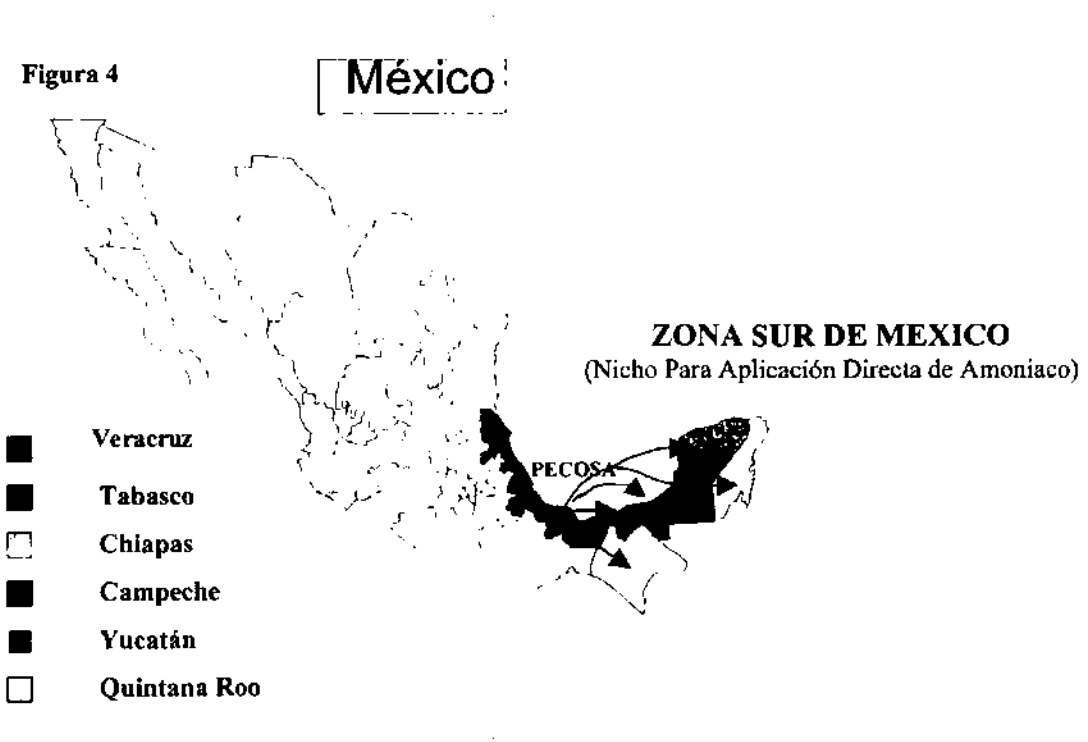 Figura 4
México
ZONA SUR DE MEXICO
(Nicho Para Aplicación Directa de Amoniaco)
PECOSA
Veracruz
Tabasco
Chiapas
Campeche
Yucatán
Quintana Roo